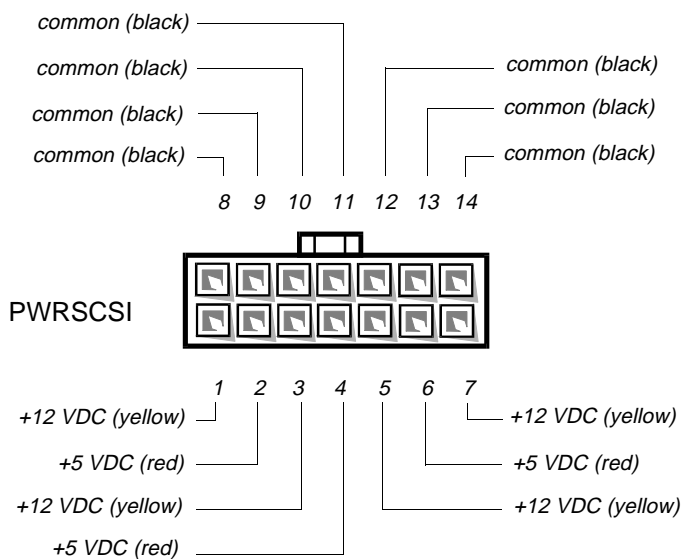 common (black)
common (black)
common (black)
common (black)
common (black)
common (black)
common (black)
8 9 10 11 12 13 14
PWRSCSI
1 2 3 4 5 6 7
+12 VDC (yellow)
+12 VDC (yellow)
+5 VDC (red)
+5 VDC (red)
+12 VDC (yellow)
+12 VDC (yellow)
+5 VDC (red)